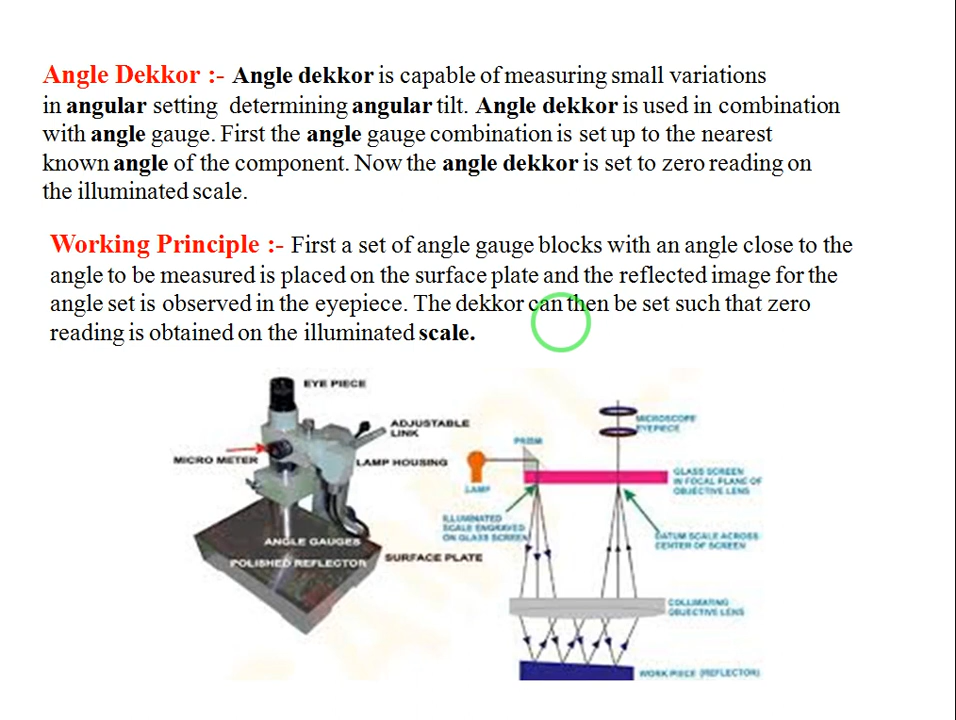 Angle Dekkor :- Angle dekkor is capable of measuring small variations
in angular setting determining angular tilt. Angle dekkor is used in combination
with angle gauge. First the angle gauge combination is set up to the nearest
known angle of the component. Now the angle dekkor is set to zero reading on
the illuminated scale.
Working Principle :- First a set of angle gauge blocks with an angle close to the
angle to be measured is placed on the surface plate and the reflected image for the
angle set is observed in the eyepiece. The dekkor can then be set such that zero
reading is obtained on the illuminated scale.
EYE PIECE
ADJUSTABLE
LINK
MICRO METER
LAMP HOUSING
ANGLE GAUGES
POLISHED REFLECTOR
SURFACE PLATE
MICROSCOPE
EYEPIECE
PRISM
LAMP
GLASS SCREEN
IN FOCAL PLANE OF
OBJECTIVE LENS
ILLUMINATED
SCALE ENGRAVED
ON GLASS SCREEN
DATUM SCALE ACROSS
CENTER OF SCREEN
COLLIMATING
OBJECTIVE LENS
WORK PIECE (REFLECTOR)